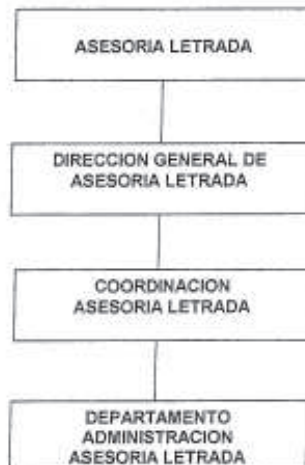 ASESORIA LETRADA
DIRECCION GENERAL DE
ASESORIA LETRADA
COORDINACION
ASESORIA LETRADA
DEPARTAMENTO
ADMINISTRACION
ASESORIA LETRADA